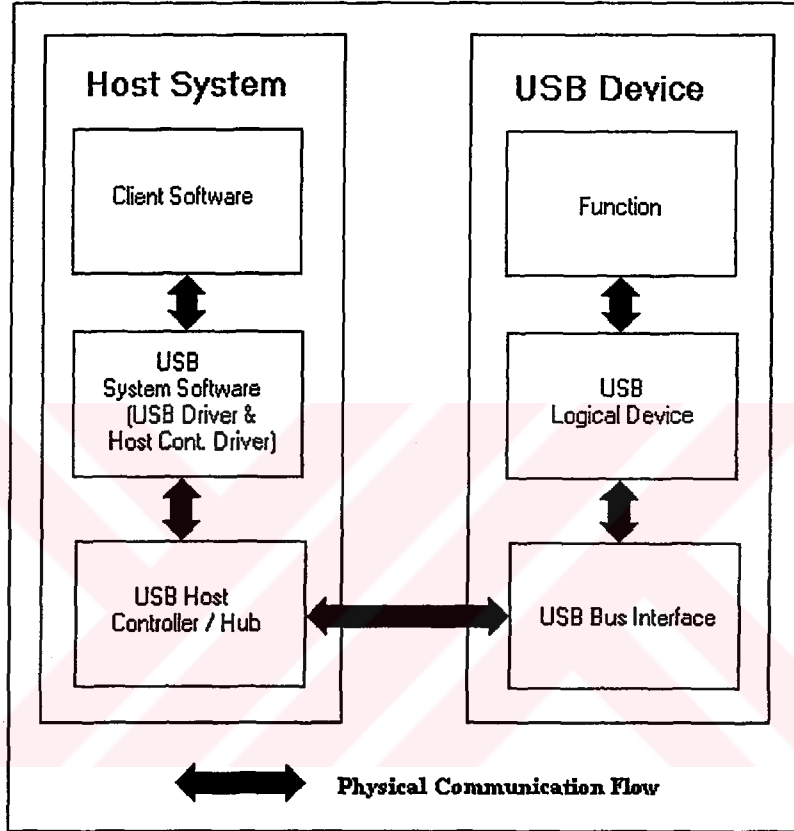 Host System
Client Software
USB
System Software
(USB Driver &
Host Cont. Driver)
USB Host
Controller / Hub
USB Device
Function
USB
Logical Device
USB Bus Interface
Physical Communication Flow